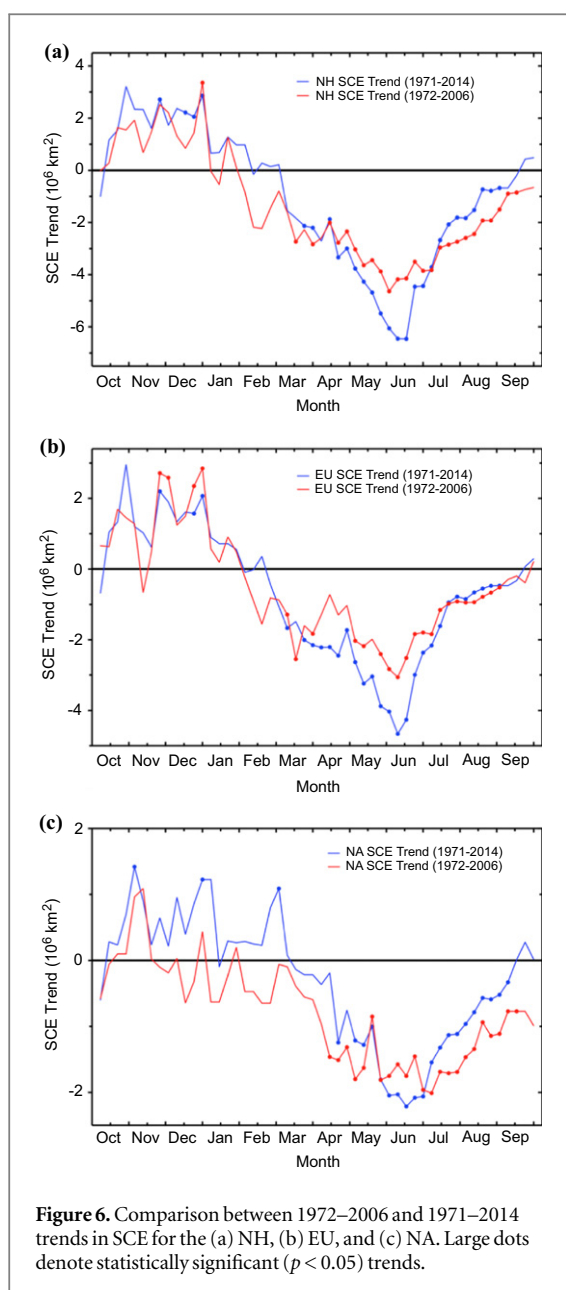 (a)
4
2
0
-2
-4
-6
SCE Trend (10⁶ km²)
NH SCE Trend (1971-2014)
NH SCE Trend (1972-2006)
Oct Nov Dec Jan Feb Mar Apr May Jun Jul Aug Sep
Month
(b)
2
0
-2
-4
SCE Trend (10⁶ km²)
EU SCE Trend (1971-2014)
EU SCE Trend (1972-2006)
Oct Nov Dec Jan Feb Mar Apr May Jun Jul Aug Sep
Month
(c)
2
0
-2
SCE Trend (10⁶ km²)
NA SCE Trend (1971-2014)
NA SCE Trend (1972-2006)
Oct Nov Dec Jan Feb Mar Apr May Jun Jul Aug Sep
Month
Figure 6. Comparison between 1972–2006 and 1971–2014
trends in SCE for the (a) NH, (b) EU, and (c) NA. Large dots
denote statistically significant (p < 0.05) trends.